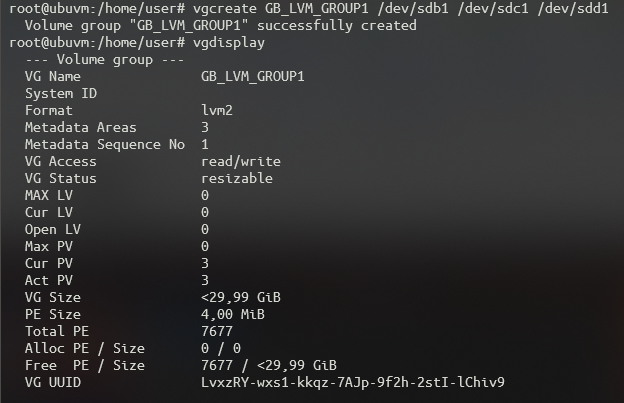 root@ubuvm:/home/user# vgcreate GB_LVM_GROUP1 /dev/sdb1 /dev/sdc1 /dev/sdd1
  Volume group "GB_LVM_GROUP1" successfully created
root@ubuvm:/home/user# vgdisplay
  --- Volume group ---
  VG Name               GB_LVM_GROUP1
  System ID
  Format                lvm2
  Metadata Areas        3
  Metadata Sequence No  1
  VG Access             read/write
  VG Status             resizable
  MAX LV                0
  Cur LV                0
  Open LV               0
  Max PV                0
  Cur PV                3
  Act PV                3
  VG Size               <29,99 GiB
  PE Size               4,00 MiB
  Total PE              7677
  Alloc PE / Size       0 / 0
  Free  PE / Size       7677 / <29,99 GiB
  VG UUID               LvxzRY-wxs1-kkqz-7AJp-9f2h-2stI-lChiv9